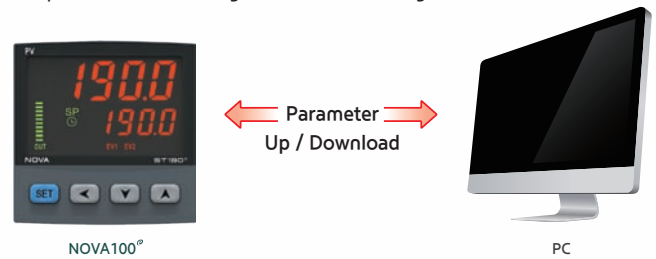 PV
190.0
SP
190.0
OUT
EV1 EV2
NOVA
ST190
SET
Parameter
Up / Download
NOVA100
PC